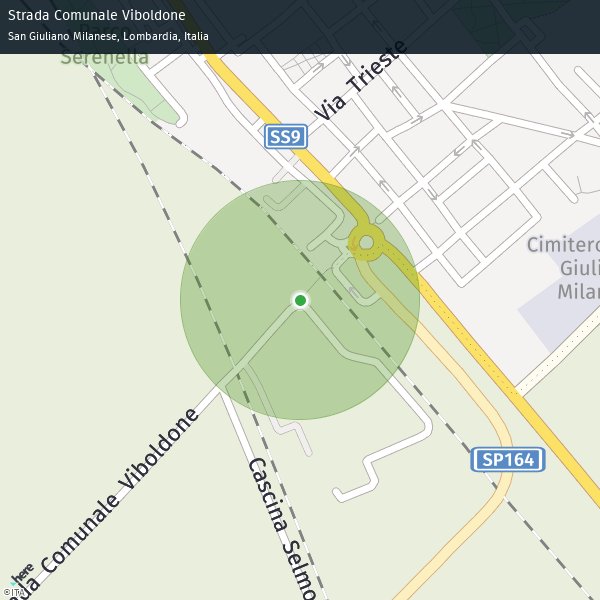 Strada Comunale Viboldone
San Giuliano Milanese, Lombardia, Italia
Serenella
Via Trieste
SS9
Cimitero
Giuli
Milan
SP164
Comunale Viboldone
Cascina Selmo
here
©ITA